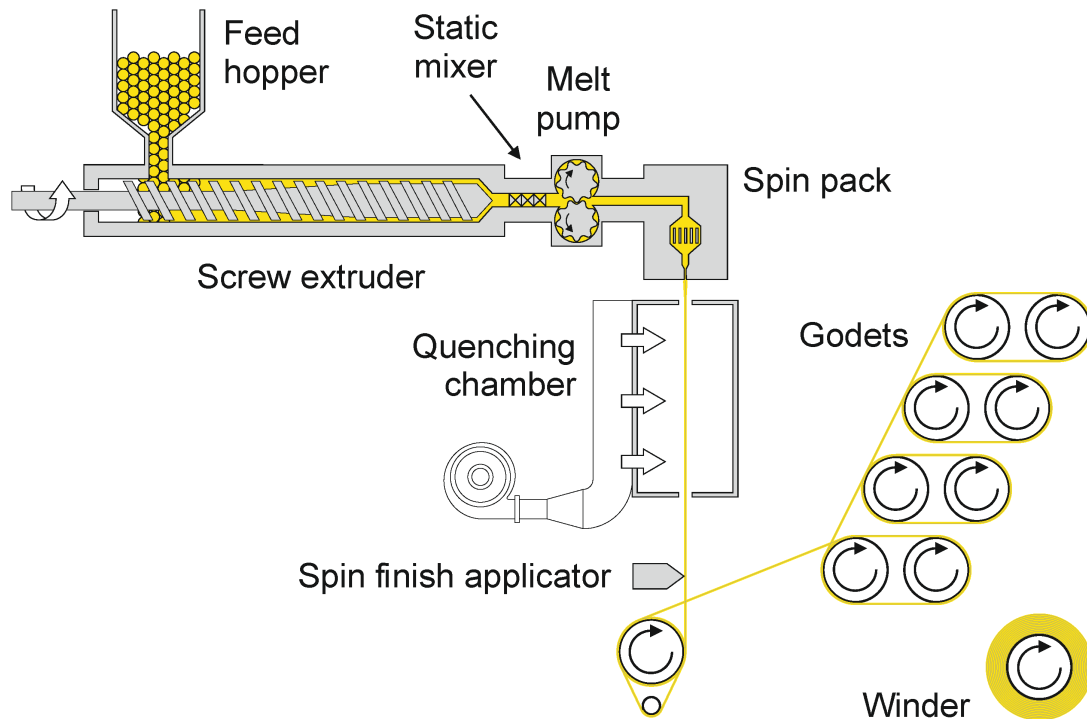 Feed
hopper
Static
mixer
Melt
pump
Spin pack
Screw extruder
Quenching
chamber
Godets
Spin finish applicator
Winder